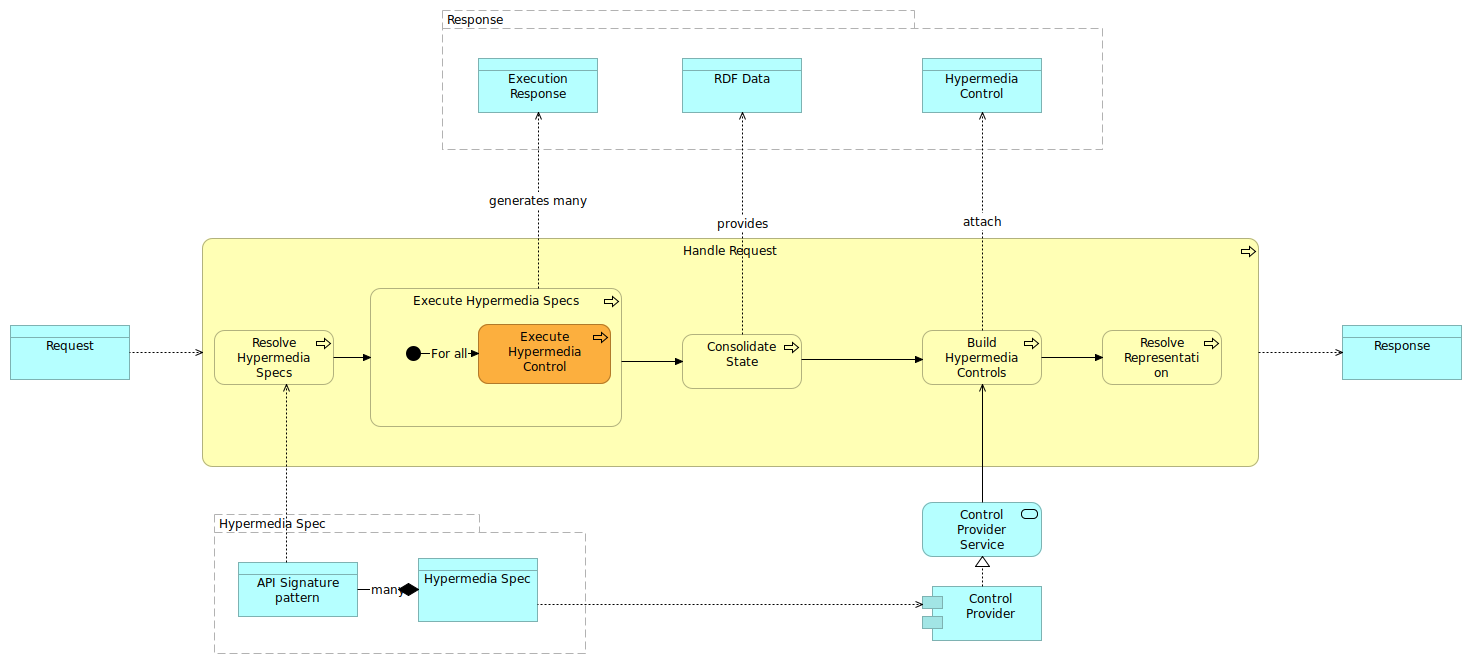 Response
Execution
Response
RDF Data
Hypermedia
Control
generates many
provides
attach
Handle Request
Request
Resolve
Hypermedia
Specs
Execute Hypermedia Specs
For all
Execute
Hypermedia
Control
Consolidate
State
Build
Hypermedia
Controls
Resolve
Representati
on
Response
Hypermedia Spec
API Signature
pattern
many
Hypermedia Spec
Control
Provider
Service
Control
Provider